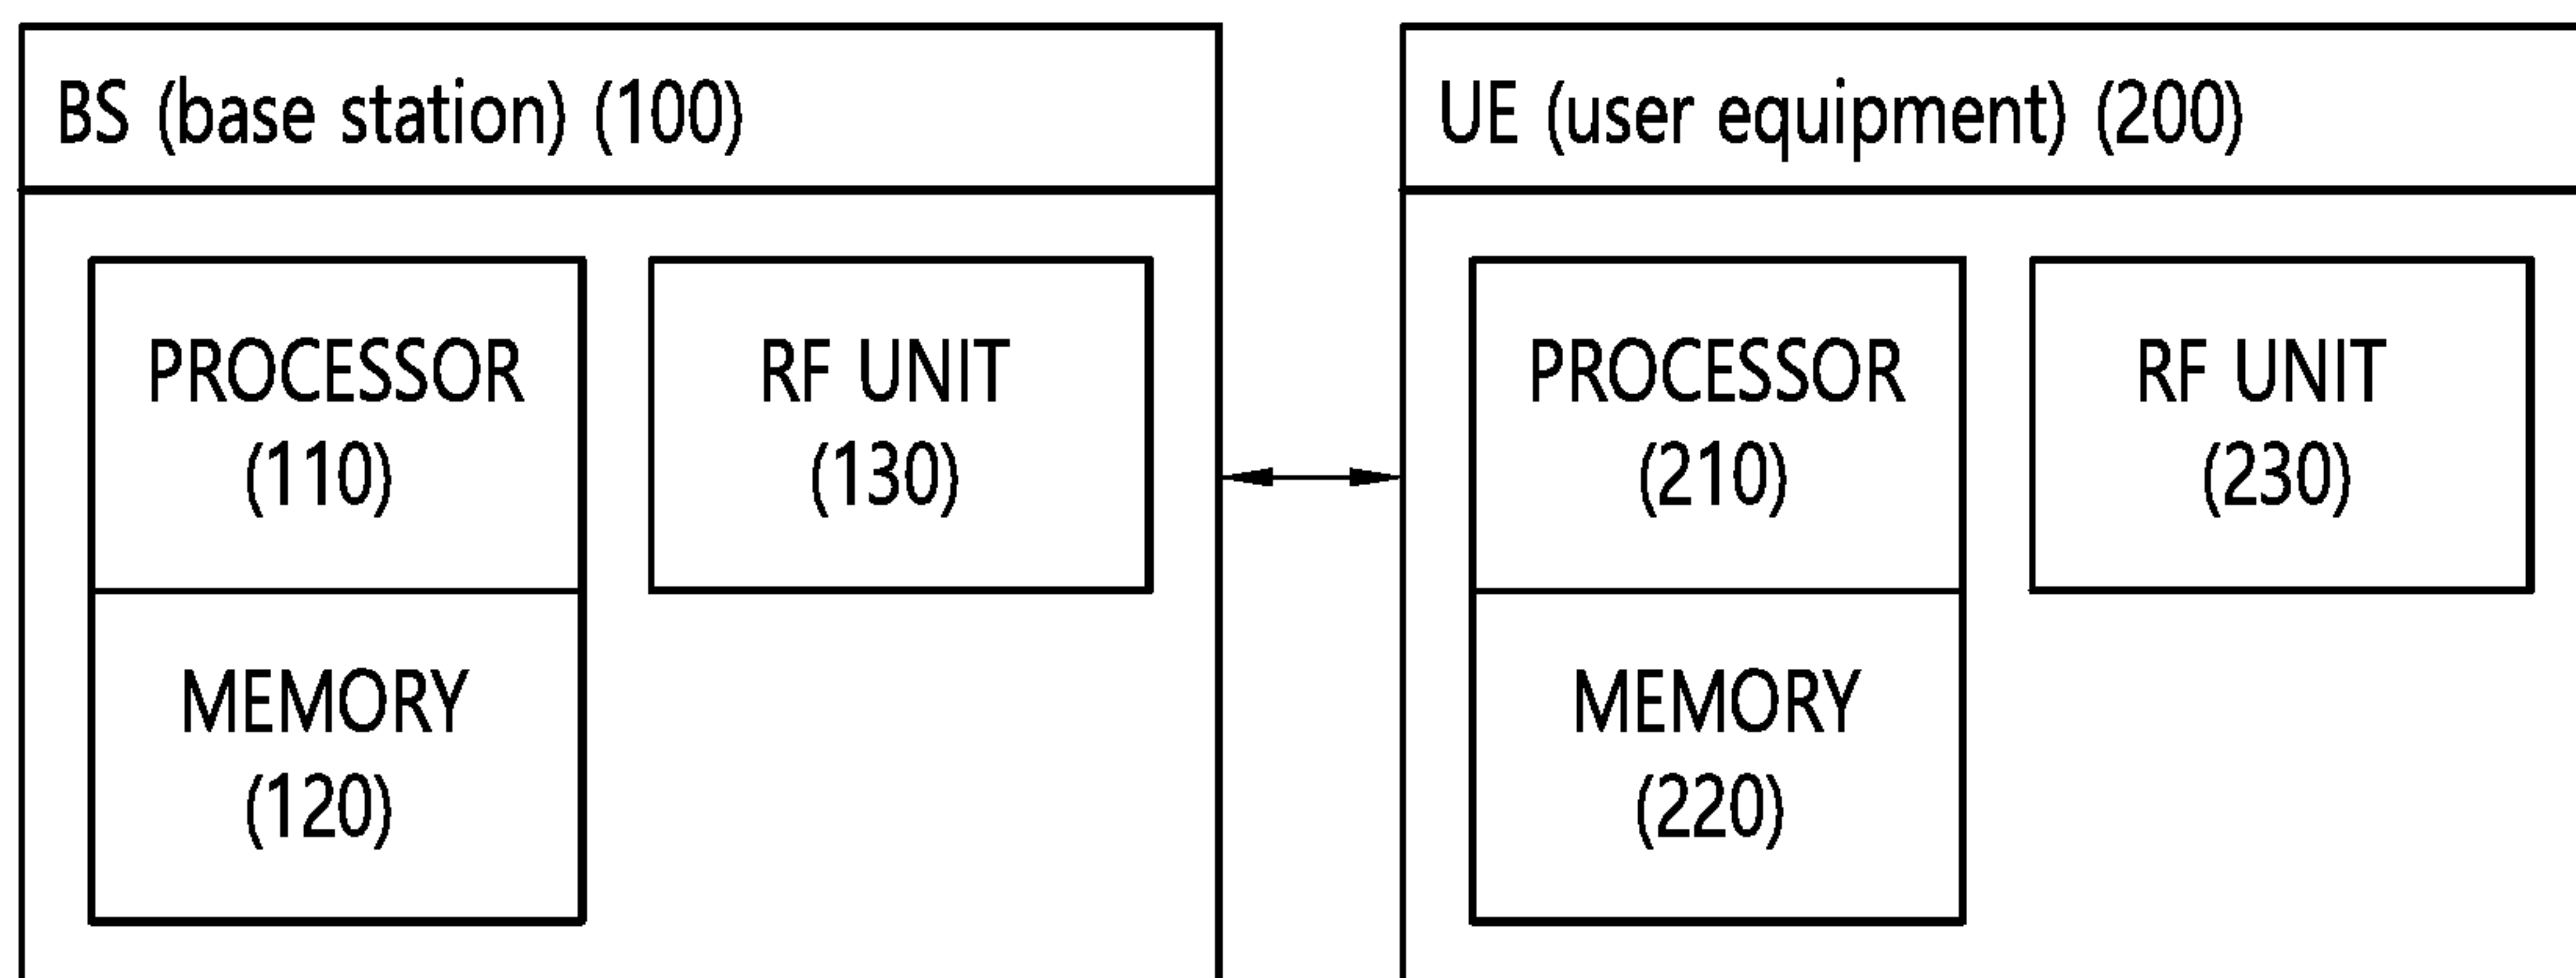 BS (base station) (100)
PROCESSOR
(110)
RF UNIT
(130)
MEMORY
(120)
UE (user equipment) (200)
PROCESSOR
(210)
RF UNIT
(230)
MEMORY
(220)